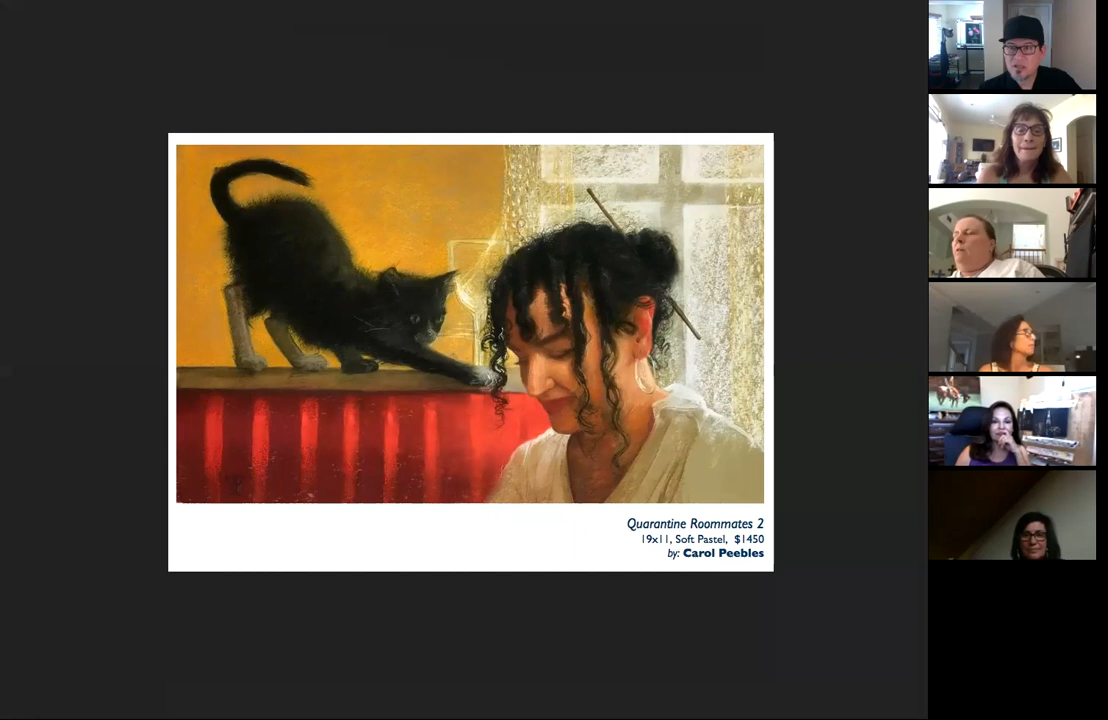 Quarantine Roommates 2
19x11, Soft Pastel, $1450
by: Carol Peebles